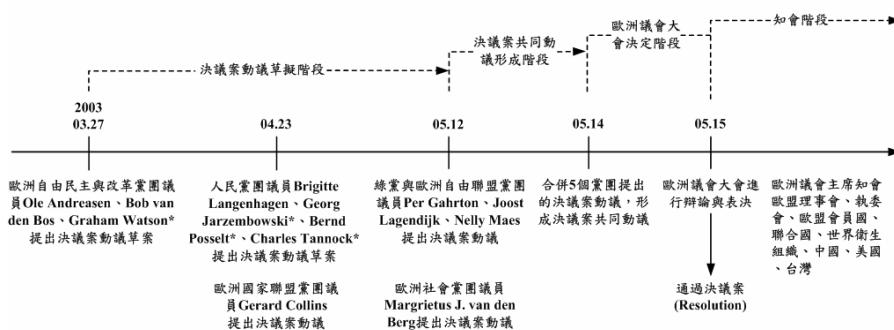 知會階段
歐洲議會大
會決定階段
決議案共同動
議形成階段
決議案動議草擬階段
2003
03.27
04.23
05.12
05.14
05.15
歐洲自由民主與改革黨團議
員Ole Andreasen、Bob van
den Bos、Graham Watson*
提出決議案動議草案
人民黨團議員Brigitte
Langenhagen、Georg
Jarzembowski*、Bernd
Posselt*、Charles Tannock*
提出決議案動議草案
歐洲國家聯盟黨團議
員Gerard Collins
提出決議案動議
綠黨與歐洲自由聯盟黨團
議員Per Gahrton、Joost
Lagendijk、Nelly Maes
提出決議案動議
歐洲社會黨團議員
Margrietus J. van den
Berg提出決議案動議
合併5個黨團提出
的決議案動議，形
成決議案共同動議
歐洲議會大會進
行辯論與表決
通過決議案
(Resolution)
歐洲議會主席知會
歐盟理事會、執委
會、歐盟會員國、
聯合國、世界衛生
組織、中國、美國
、台灣